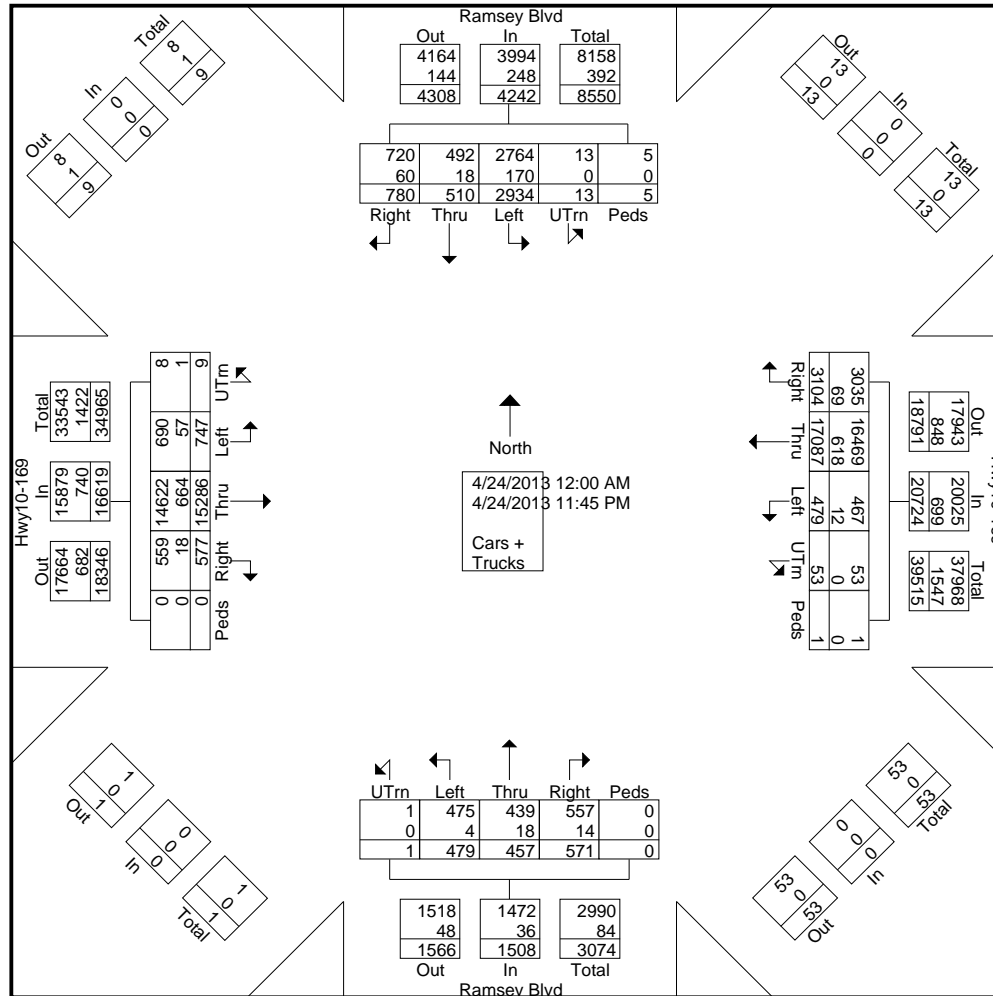 Ramsey Blvd
Out In Total
4164 3994 8158
144 248 392
4308 4242 8550
720 492 2764 13 5
60 18 170 0 0
780 510 2934 13 5
Right Thru Left UTrn Peds
Total
8
1
9
In
0
0
0
Out
8
1
9
Out
13
0
13
In
0
0
0
Total
13
0
13
Hwy10-169
Total
33543
1422
34965
In
15879
740
16619
Out
17664
682
18346
8 1 9 UTrn
690 57 747 Left
14622 664 15286 Thru
559 18 577 Right
0 0 0 Peds
North
4/24/2013 12:00 AM
4/24/2013 11:45 PM
Cars +
Trucks
Right 3035 69 3104
Thru 16469 618 17087
Left 467 12 479
UTrn 53 0 53
Peds 1 0 1
Out
17943
848
18791
In
20025
699
20724
Total
37968
1547
39515
UTrn Left Thru Right Peds
1 475 439 557 0
0 4 18 14 0
1 479 457 571 0
1518 1472 2990
48 36 84
1566 1508 3074
Out In Total
Ramsey Blvd
1
0
1
Out
0
0
0
In
1
0
1
Total
53
0
53
Total
0
0
0
In
53
0
53
Out